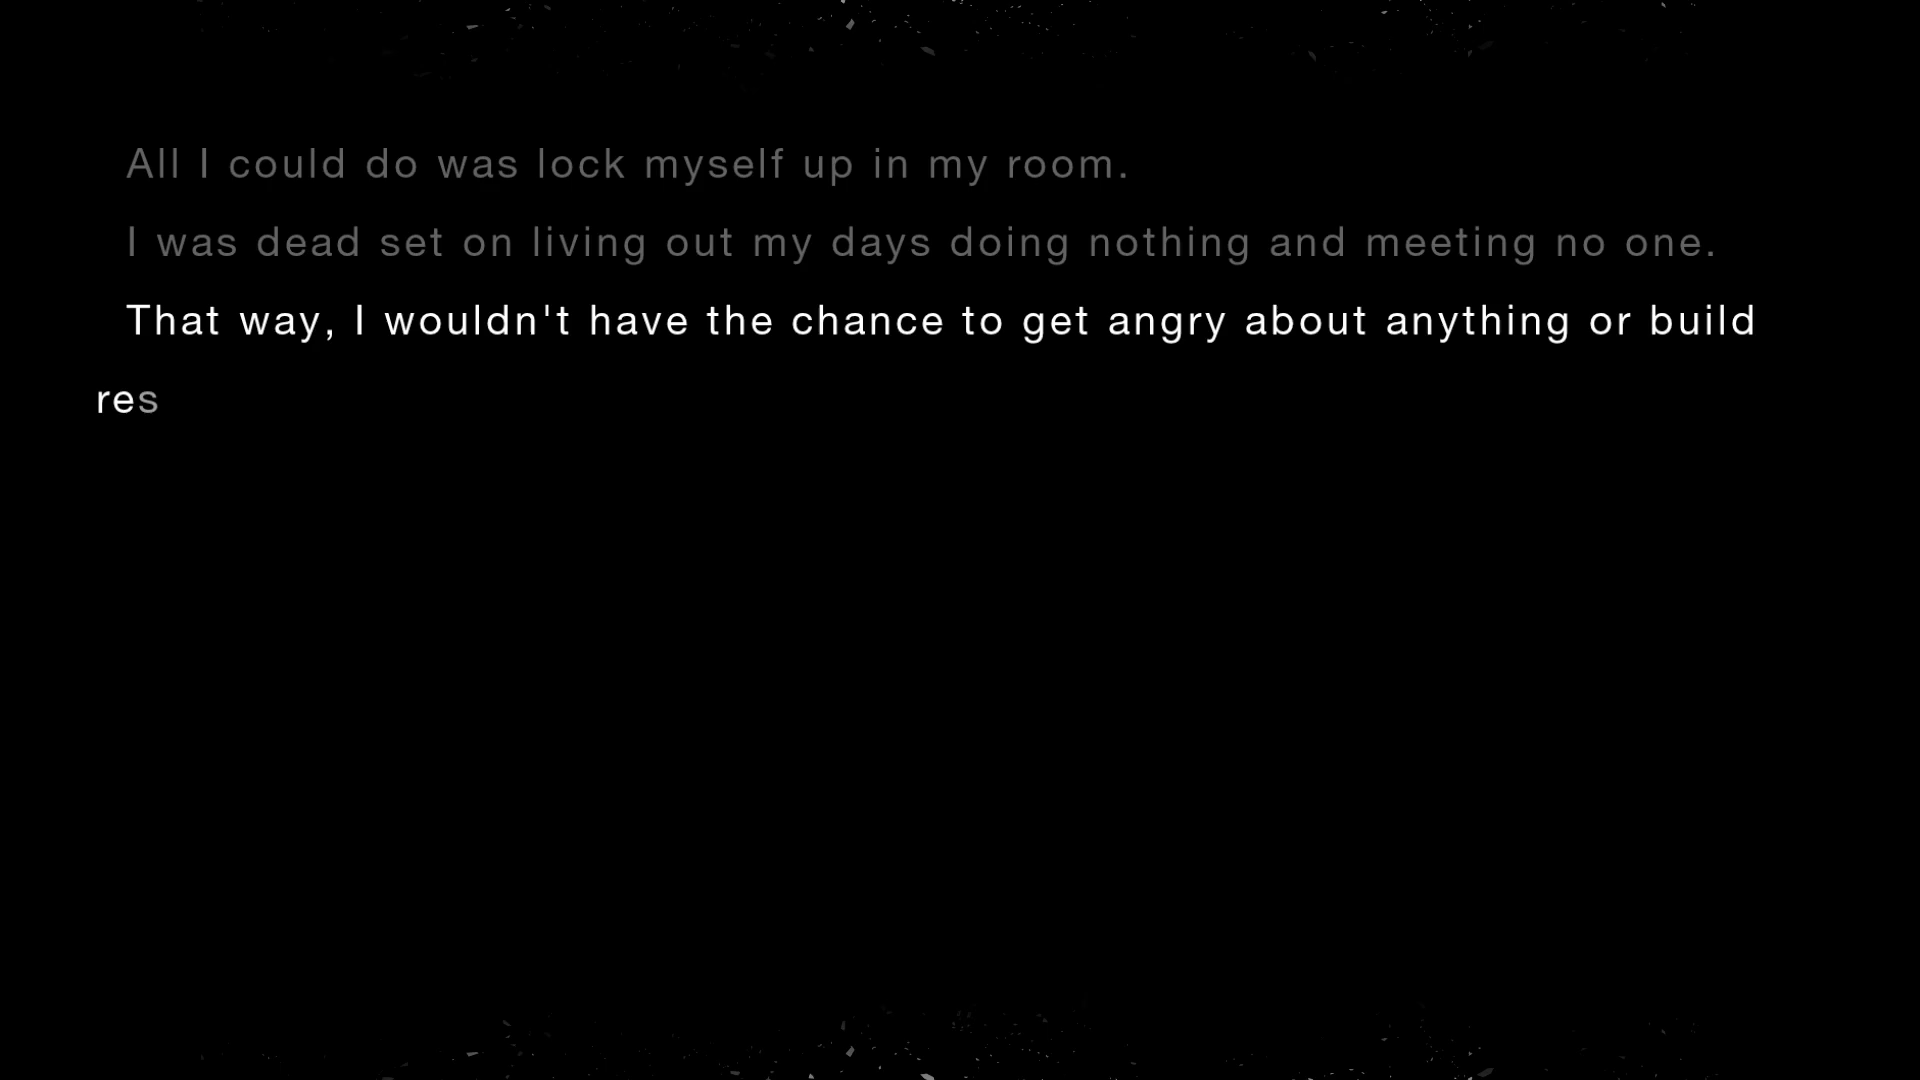 All I could do was lock myself up in my room.
I was dead set on living out my days doing nothing and meeting no one.
That way, I wouldn't have the chance to get angry about anything or build
res